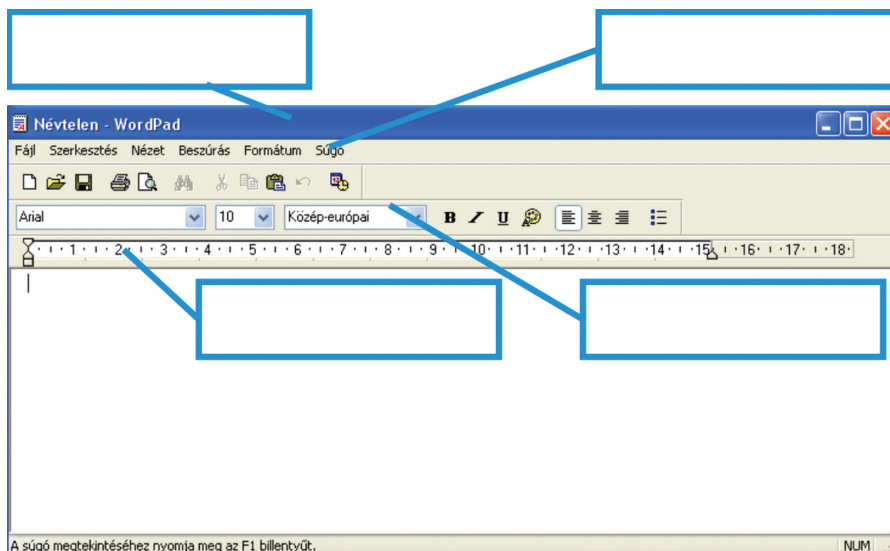 Névtelen - WordPad
Fájl Szerkesztés Nézet Beszúrás Formátum Súgó
Arial 10 Közép-európai B I U
1 2 3 4 5 6 7 8 9 10 11 12 13 14 15 16 17 18
A súgó megtekintéséhez nyomja meg az F1 billentyűt. NUM